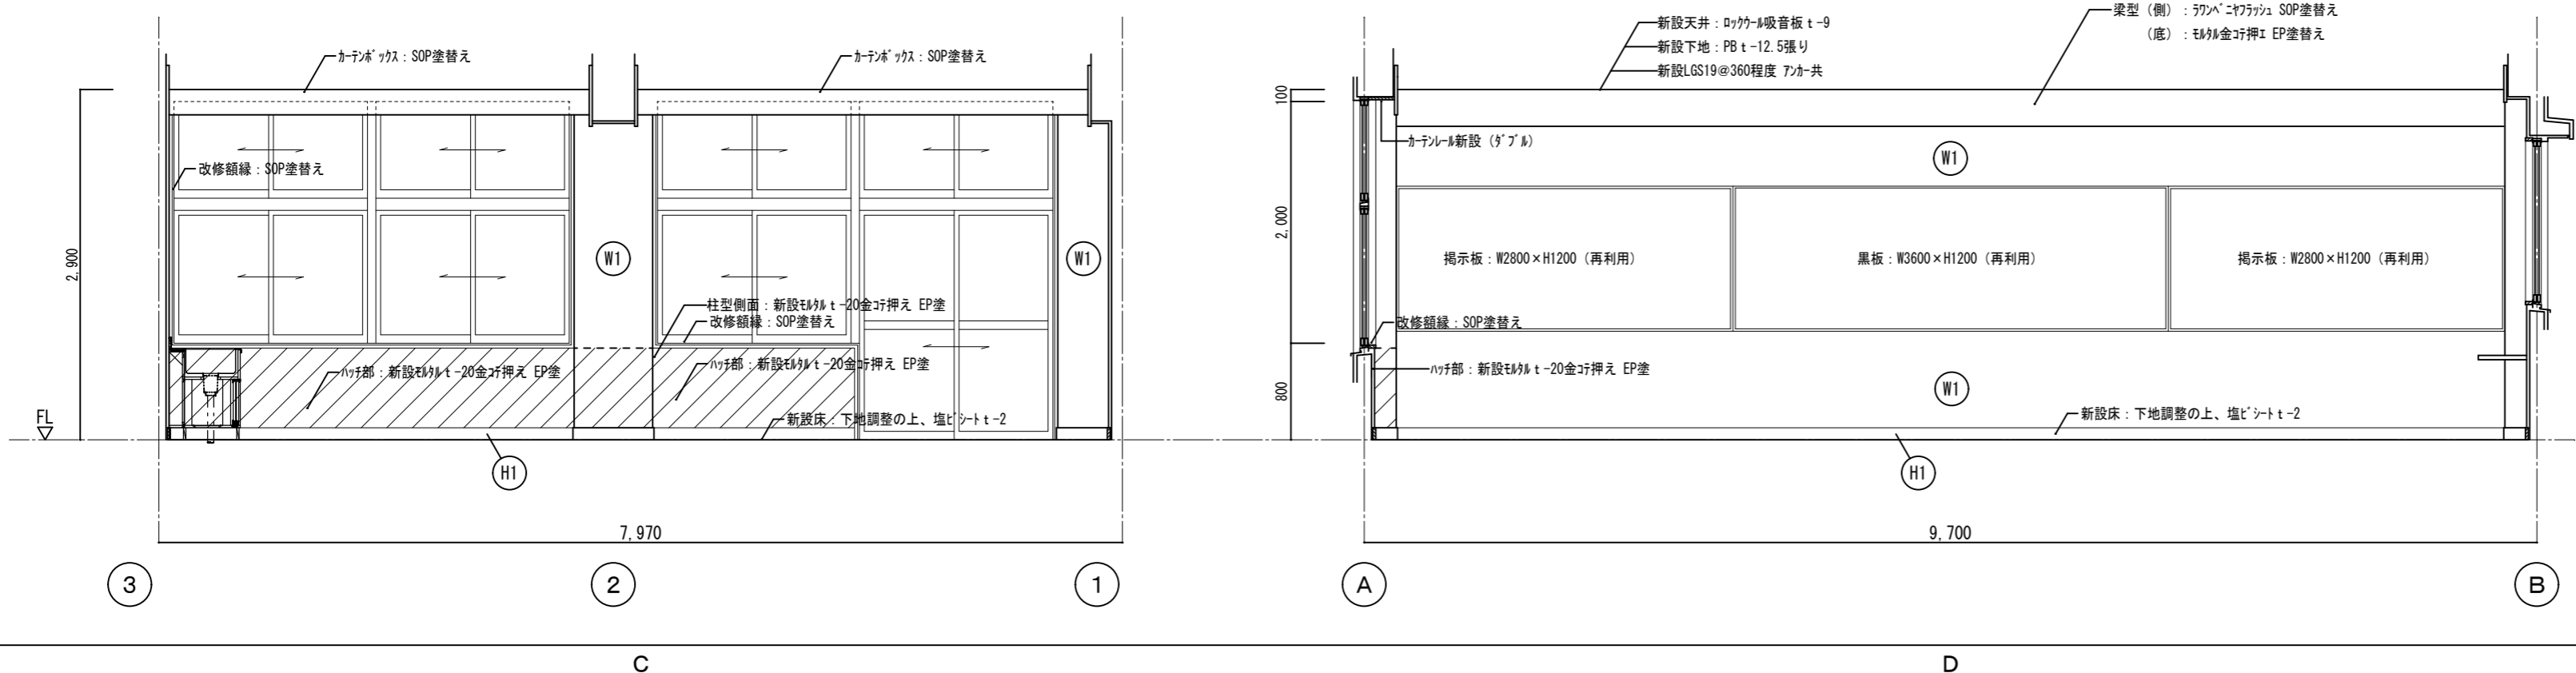 カーテンボックス：SOP塗替え
カーテンボックス：SOP塗替え
改修額縁：SOP塗替え
2,900
W1
W1
柱型側面：新設モルタルｔ-20金コテ押え EP塗
改修額縁：SOP塗替え
ハッチ部：新設モルタルｔ-20金コテ押え EP塗
ハッチ部：新設モルタルｔ-20金コテ押え EP塗
新設床：下地調整の上、塩ビシートｔ-2
FL
H1
7,970
3
2
1
C
新設天井：ロックウール吸音板ｔ-9
新設下地：PBｔ-12.5張り
新設LGS19@360程度 アンカー共
梁型（側）：ラワンベニヤフラッシュ SOP塗替え
（底）：モルタル金コテ押エ EP塗替え
100
カーテンレール新設（ダブル）
W1
2,000
掲示板：W2800×H1200（再利用）
黒板：W3600×H1200（再利用）
掲示板：W2800×H1200（再利用）
改修額縁：SOP塗替え
ハッチ部：新設モルタルｔ-20金コテ押え EP塗
800
W1
新設床：下地調整の上、塩ビシートｔ-2
H1
9,700
A
B
D